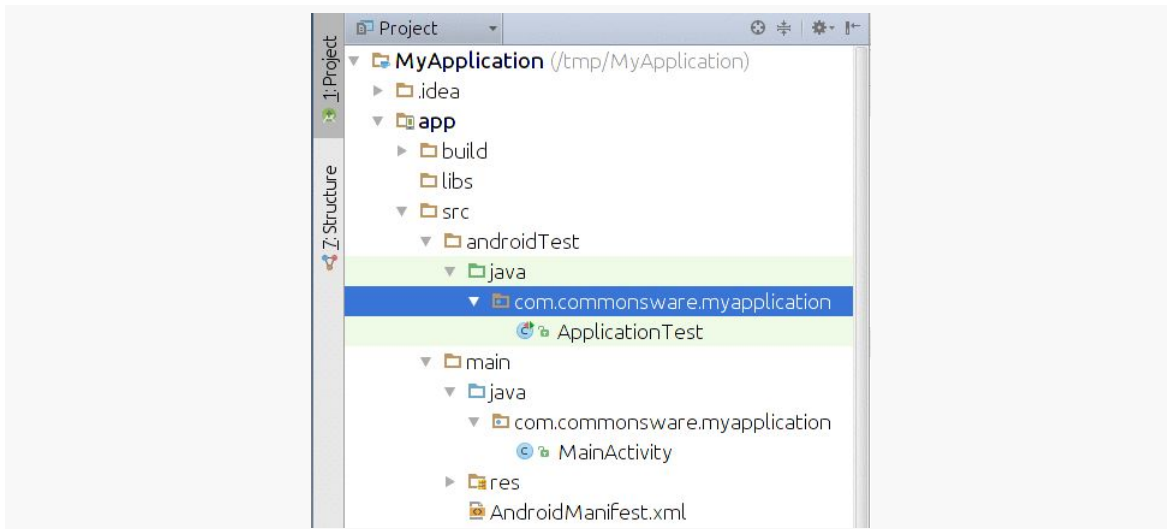 Project
1: Project
MyApplication (/tmp/MyApplication)
.idea
app
build
libs
7: Structure
src
androidTest
java
com.commonsware.myapplication
ApplicationTest
main
java
com.commonsware.myapplication
MainActivity
res
AndroidManifest.xml